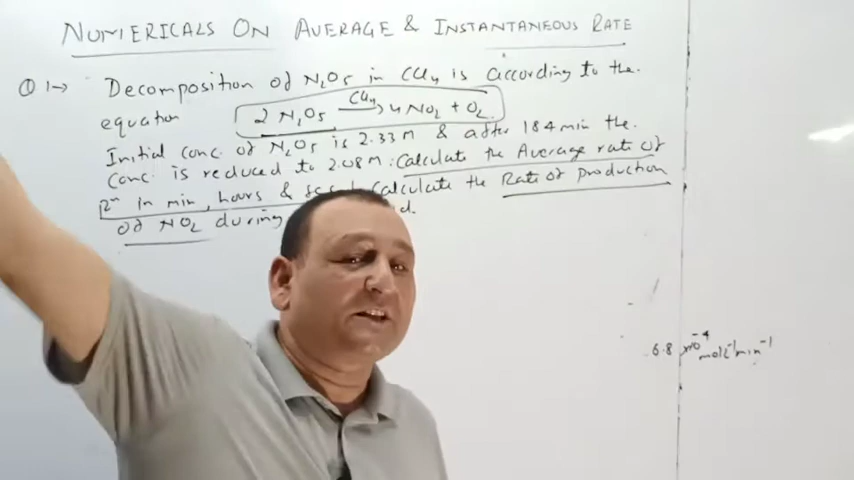 NUMERICALS ON AVERAGE & INSTANTANEOUS RATE
Q 1→ Decomposition of N₂O₅ in CCl₄ is according to the
equation 2 N₂O₅ —CCl₄→ 4NO₂ + O₂
Initial conc. of N₂O₅ is 2.33 M & after 184 min the
conc. is reduced to 2.08 M. Calculate the Average rate of
Rⁿ in min, hours & Calculate the Rate of production
of NO₂ during
6.8 ×10⁻⁴ mol L⁻¹ min⁻¹